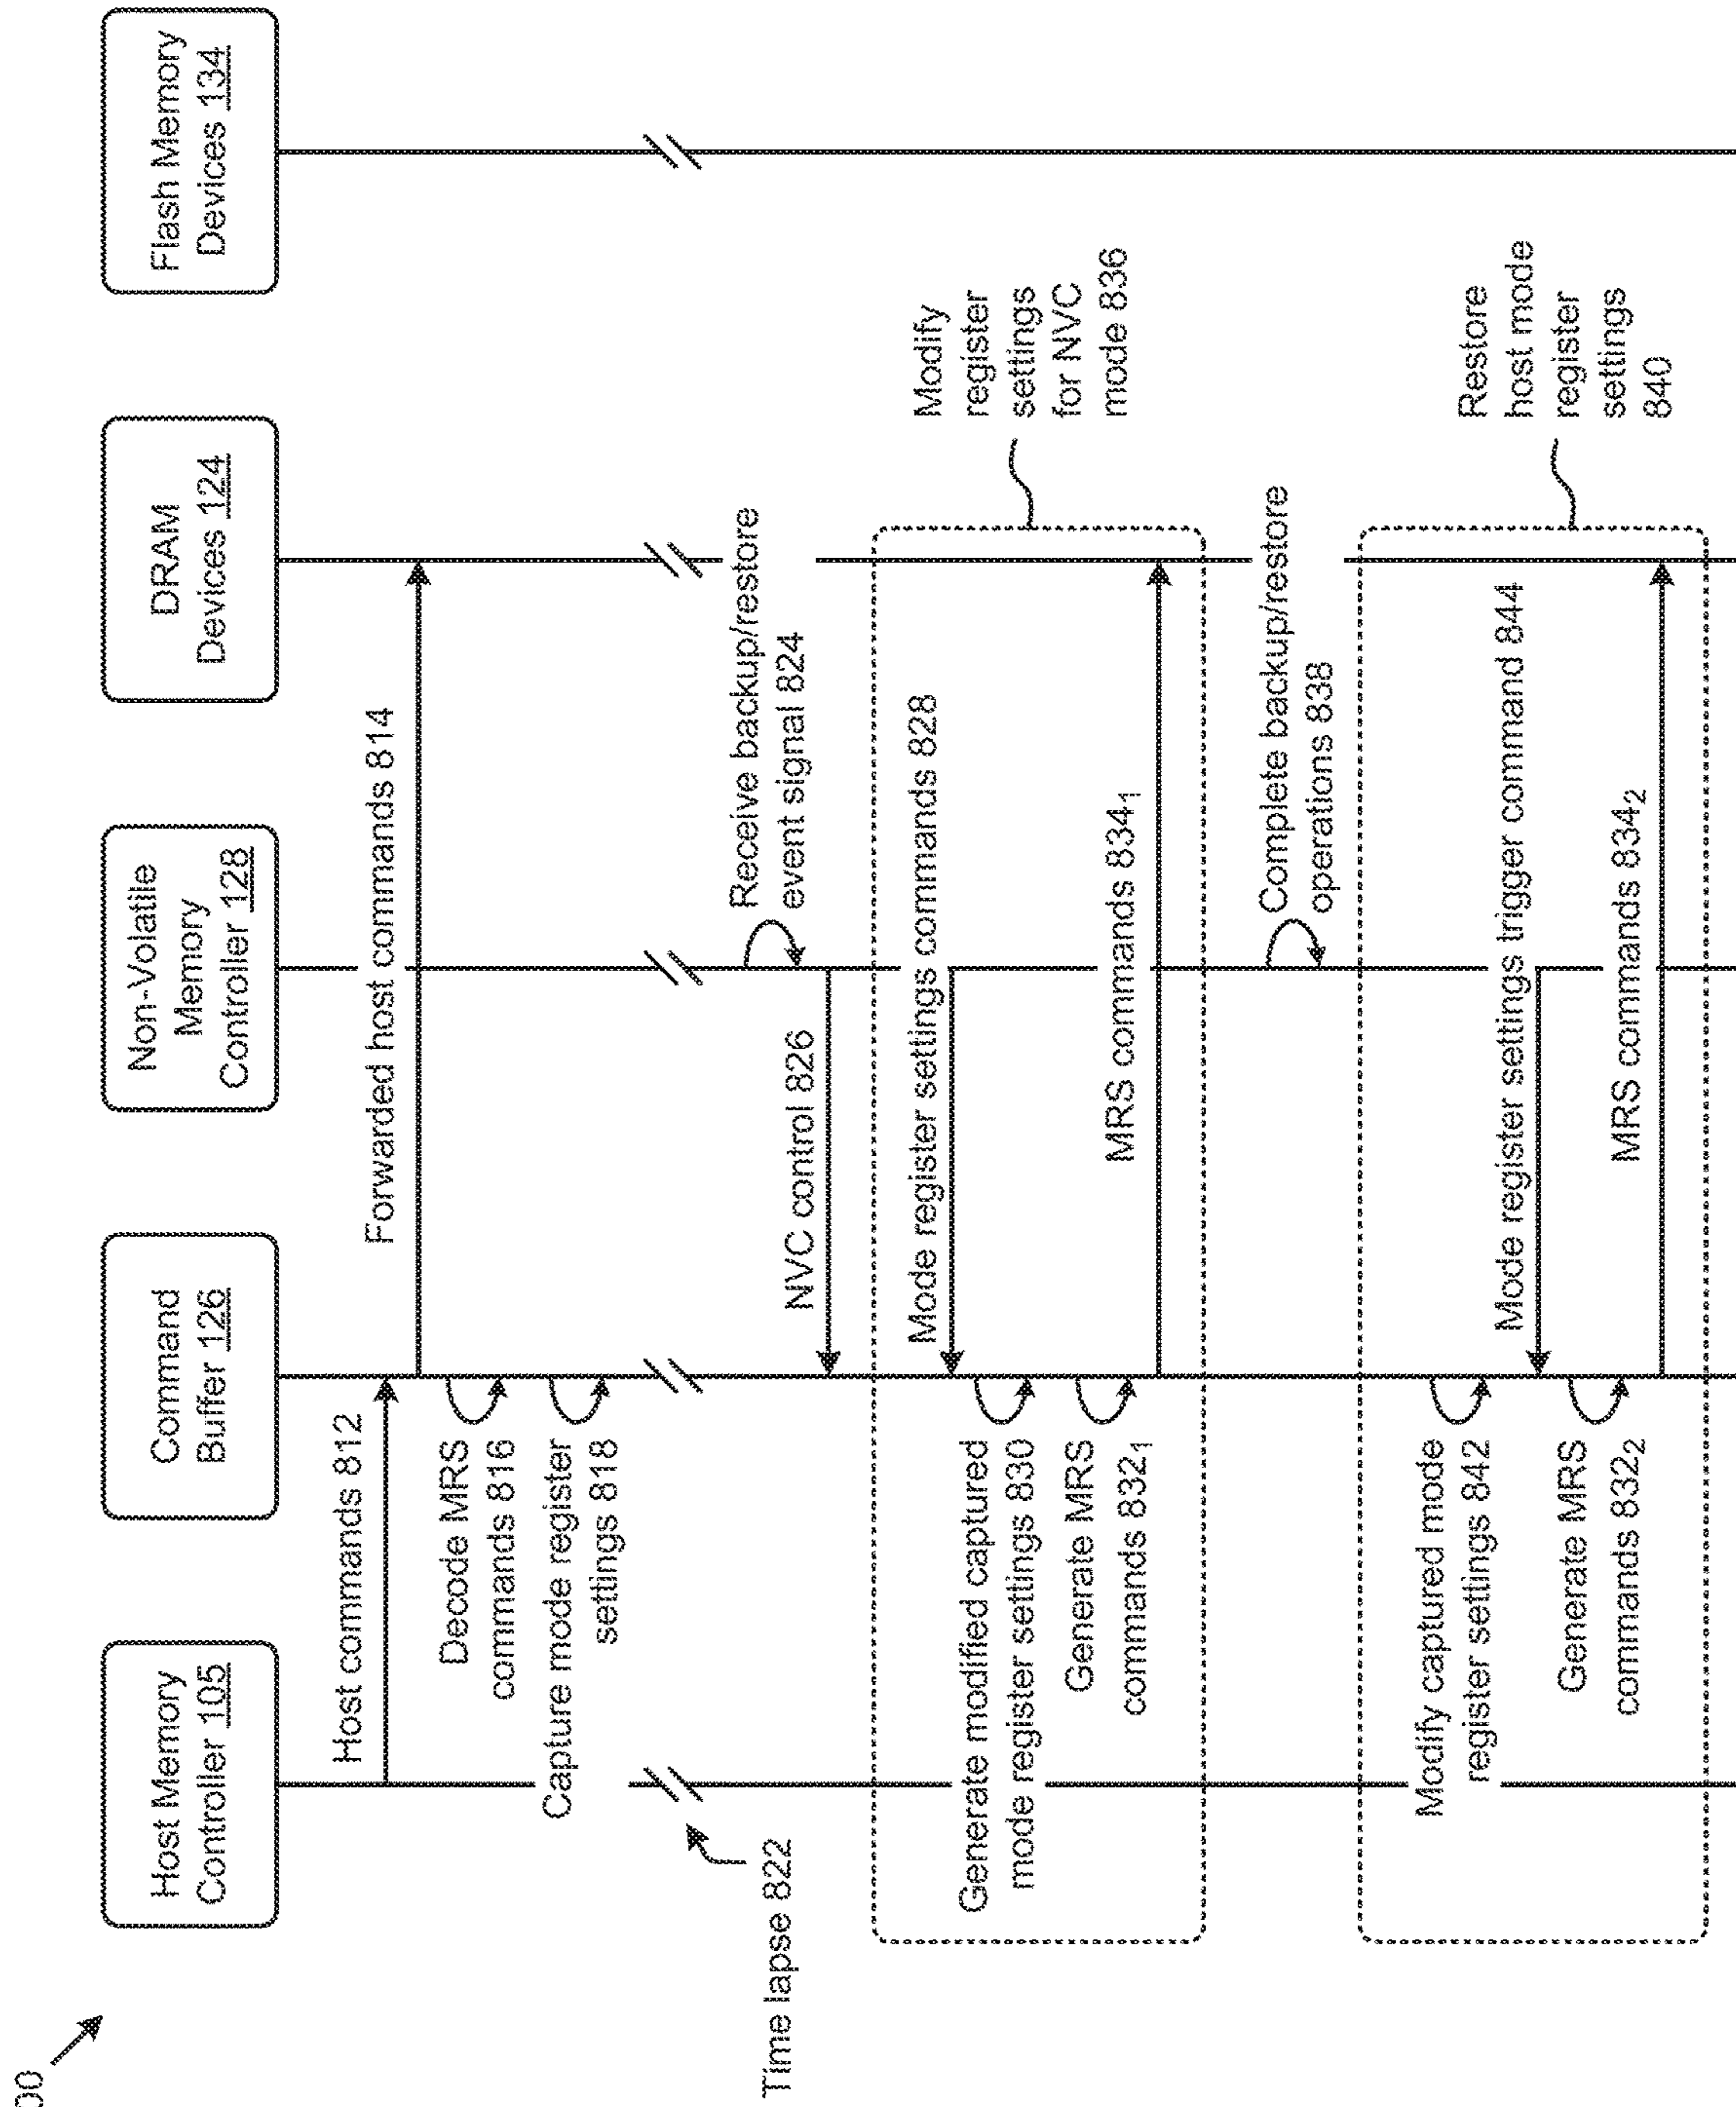 00
Host Memory
Controller 105
Command
Buffer 126
Non-Volatile
Memory
Controller 128
DRAM
Devices 124
Flash Memory
Devices 134
Host commands 812
Forwarded host commands 814
Decode MRS
commands 816
Capture mode register
settings 818
Time lapse 822
Receive backup/restore
event signal 824
NVC control 826
Mode register settings commands 828
Generate modified captured
mode register settings 830
Generate MRS
commands 832₁
MRS commands 834₁
Modify
register
settings
for NVC
mode 836
Complete backup/restore
operations 838
Modify captured mode
register settings 842
Mode register settings trigger command 844
Generate MRS
commands 832₂
MRS commands 834₂
Restore
host mode
register
settings
840